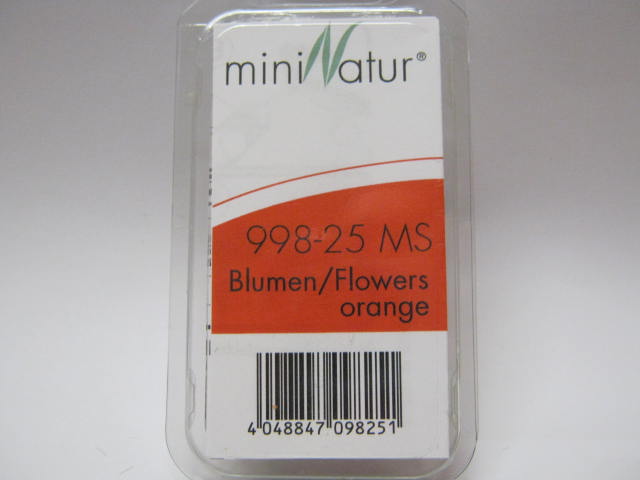 miniNatur®
998-25 MS
Blumen/Flowers
orange
4 048847 098251